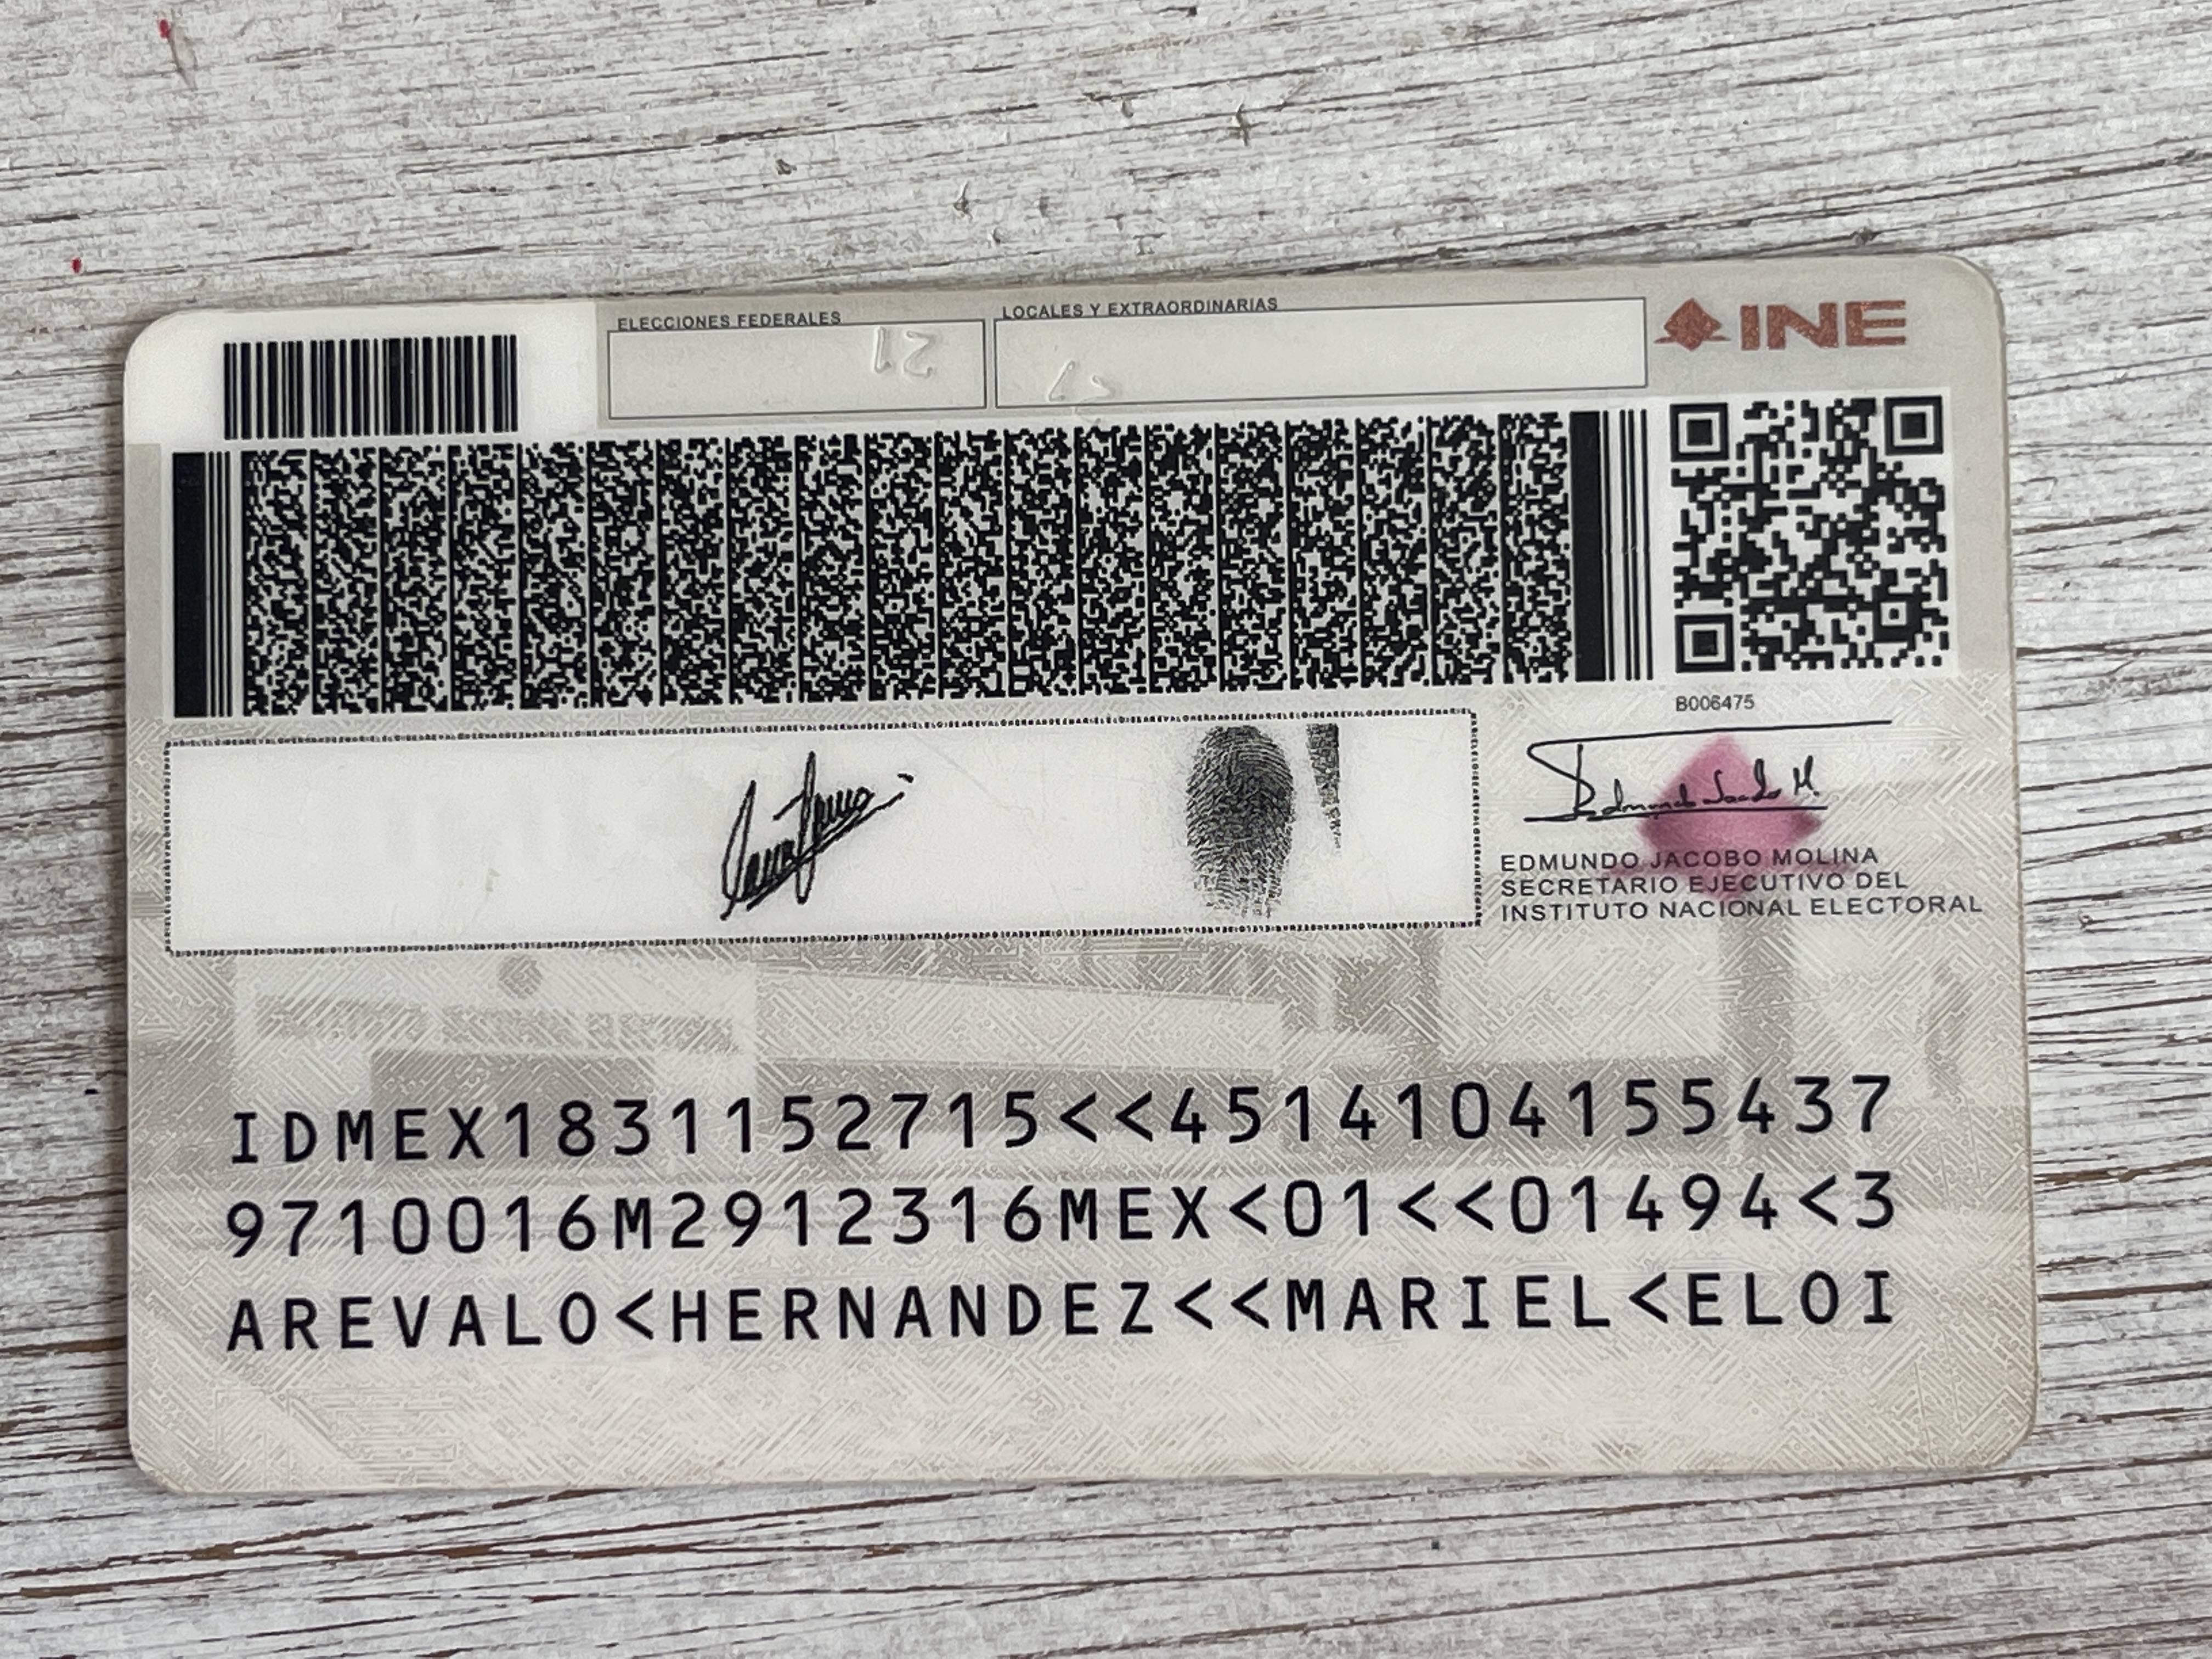 ELECCIONES FEDERALES
LOCALES Y EXTRAORDINARIAS
INE
21
B006475
EDMUNDO JACOBO MOLINA
SECRETARIO EJECUTIVO DEL
INSTITUTO NACIONAL ELECTORAL
IDMEX1831152715<<4514104155437
9710016M2912316MEX<01<<01494<3
AREVALO<HERNANDEZ<<MARIEL<ELOI